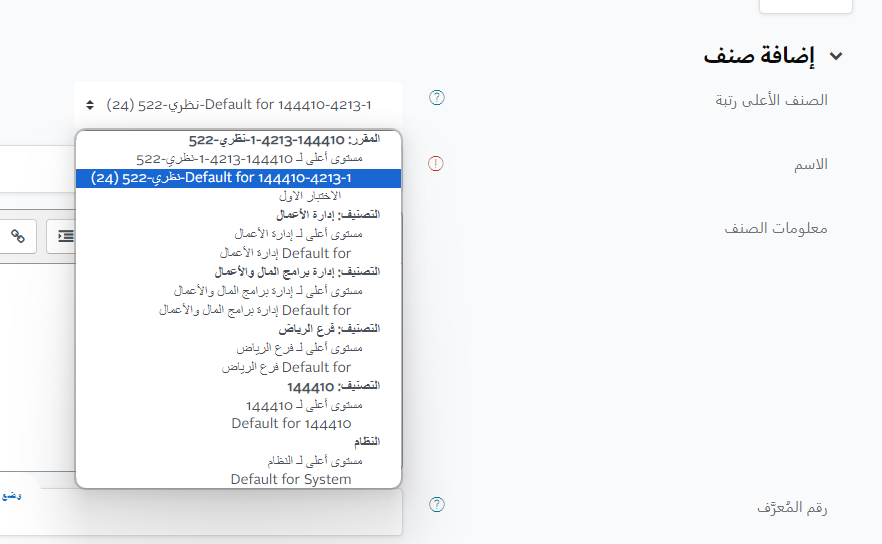 إضافة صنف
الصنف الأعلى رتبة
Default for 144410-4213-1-نظري-522 (24)
المقرر: 144410-4213-1-نظري-522
مستوى أعلى لـ 144410-4213-1-نظري-522
Default for 144410-4213-1-نظري-522 (24)
الاختبار الاول
التصنيف: إدارة الأعمال
مستوى أعلى لـ إدارة الأعمال
Default for إدارة الأعمال
التصنيف: إدارة برامج المال والأعمال
مستوى أعلى لـ إدارة برامج المال والأعمال
Default for إدارة برامج المال والأعمال
التصنيف: فرع الرياض
مستوى أعلى لـ فرع الرياض
Default for فرع الرياض
التصنيف: 144410
مستوى أعلى لـ 144410
Default for 144410
النظام
مستوى أعلى لـ النظام
Default for System
الاسم
معلومات الصنف
وضع
رقم المُعرَّف